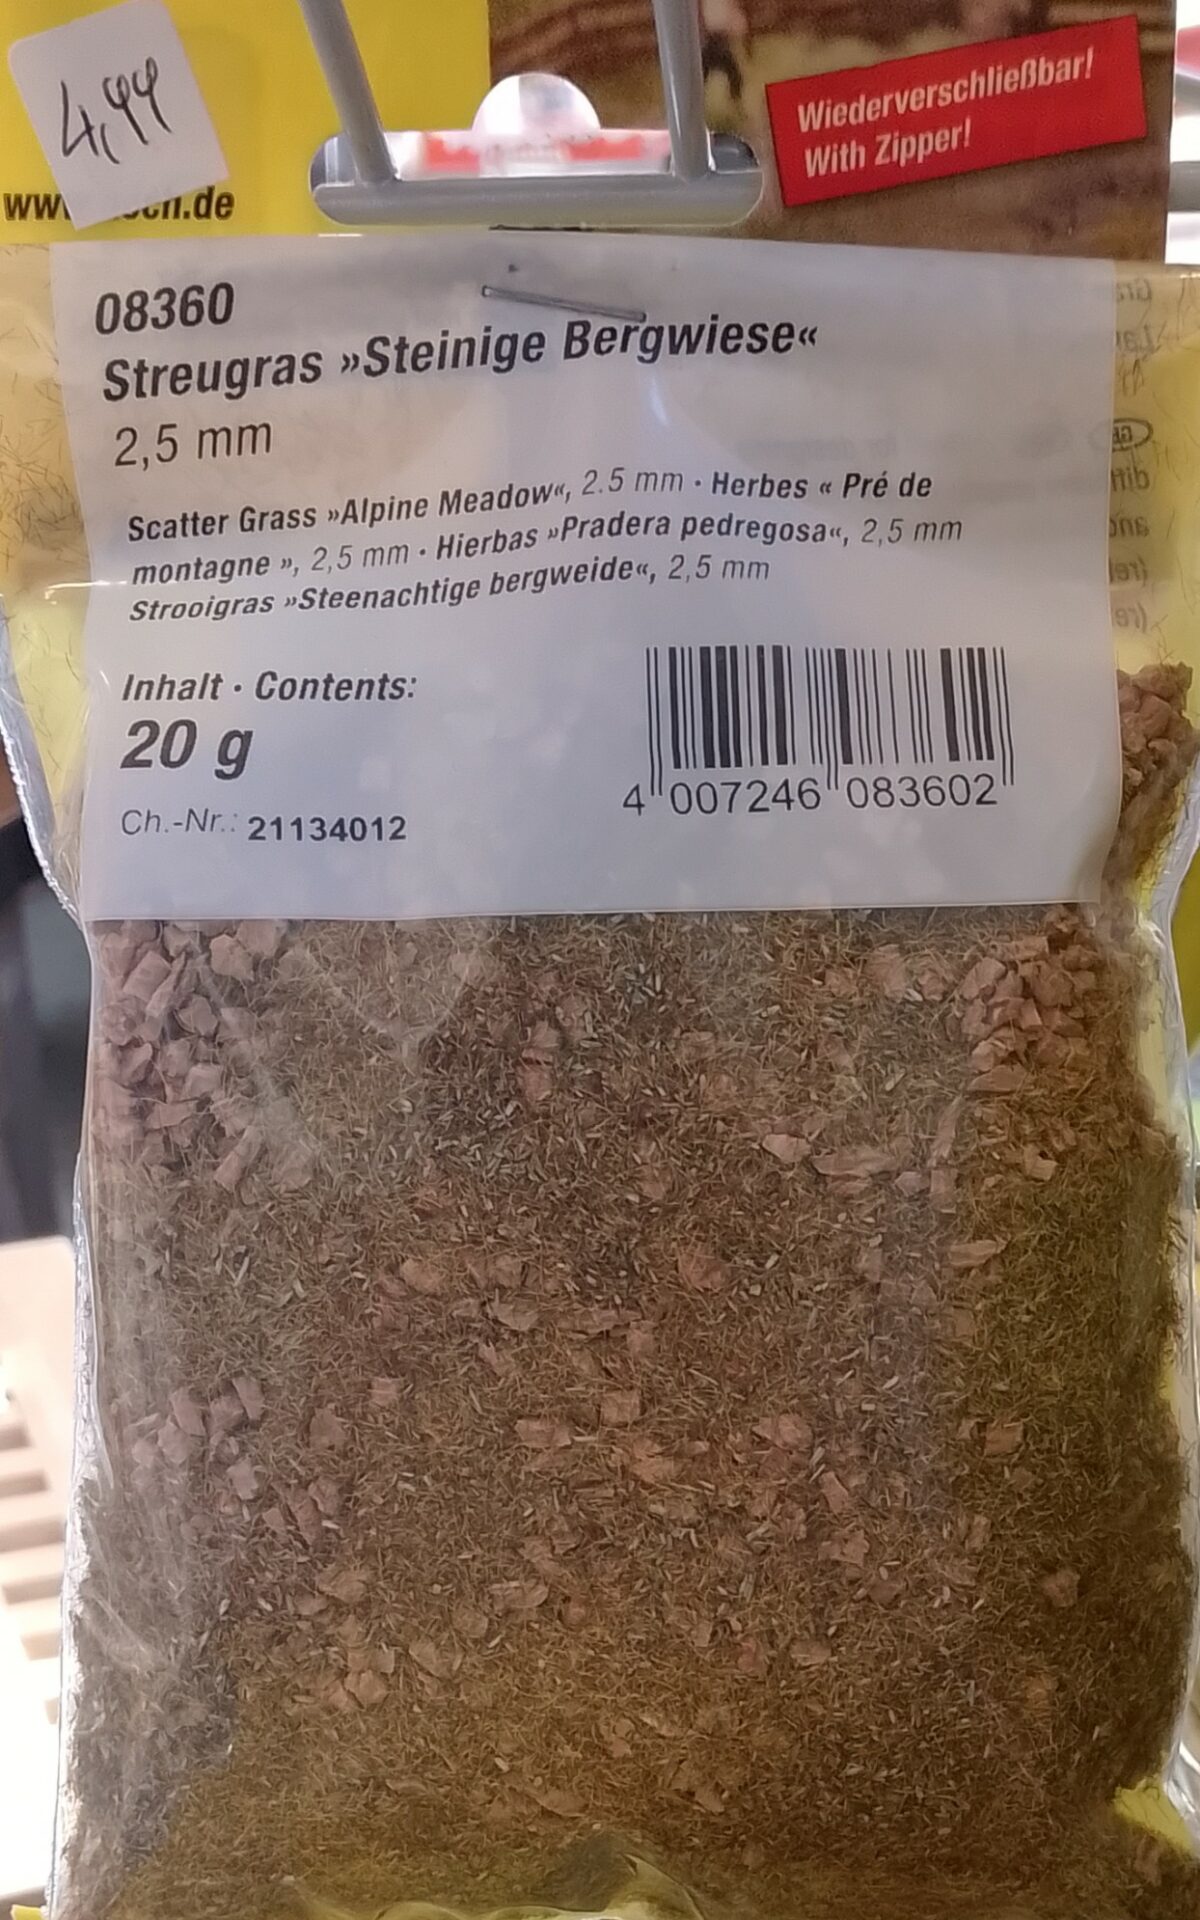 4,99
Wiederverschließbar!
With Zipper!
08360
Streugras »Steinige Bergwiese«
2,5 mm
Scatter Grass »Alpine Meadow«, 2.5 mm · Herbes « Pré de
montagne », 2,5 mm · Hierbas »Pradera pedregosa«, 2,5 mm
Strooigras »Steenachtige bergweide«, 2,5 mm
Inhalt · Contents:
20 g
Ch.-Nr.: 21134012
4 007246 083602